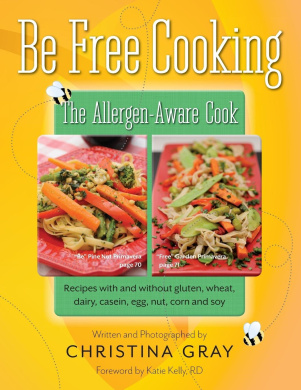 Be Free Cooking
The Allergen-Aware Cook
"Be" Pine Nut Primavera
page 70
"Free" Garden Primavera
page 71
Recipes with and without gluten, wheat,
dairy, casein, egg, nut, corn and soy
Written and Photographed by
CHRISTINA GRAY
Foreword by Katie Kelly, RD